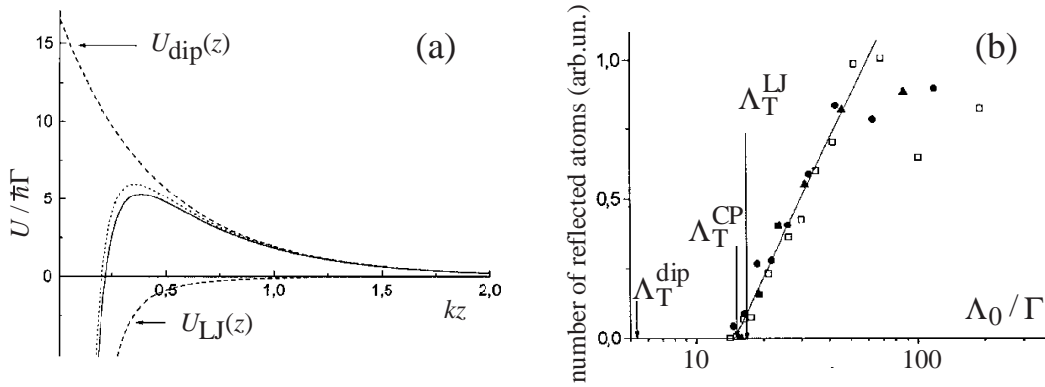 (a)
U_dip(z)
15
10
5
0
U / ħΓ
0,5
1,0
1,5
2,0
kz
U_LJ(z)
(b)
number of reflected atoms (arb.un.)
1,0
0,5
0,0
Λ_T^LJ
Λ_T^CP
Λ_T^dip
Λ_0 / Γ
10
100